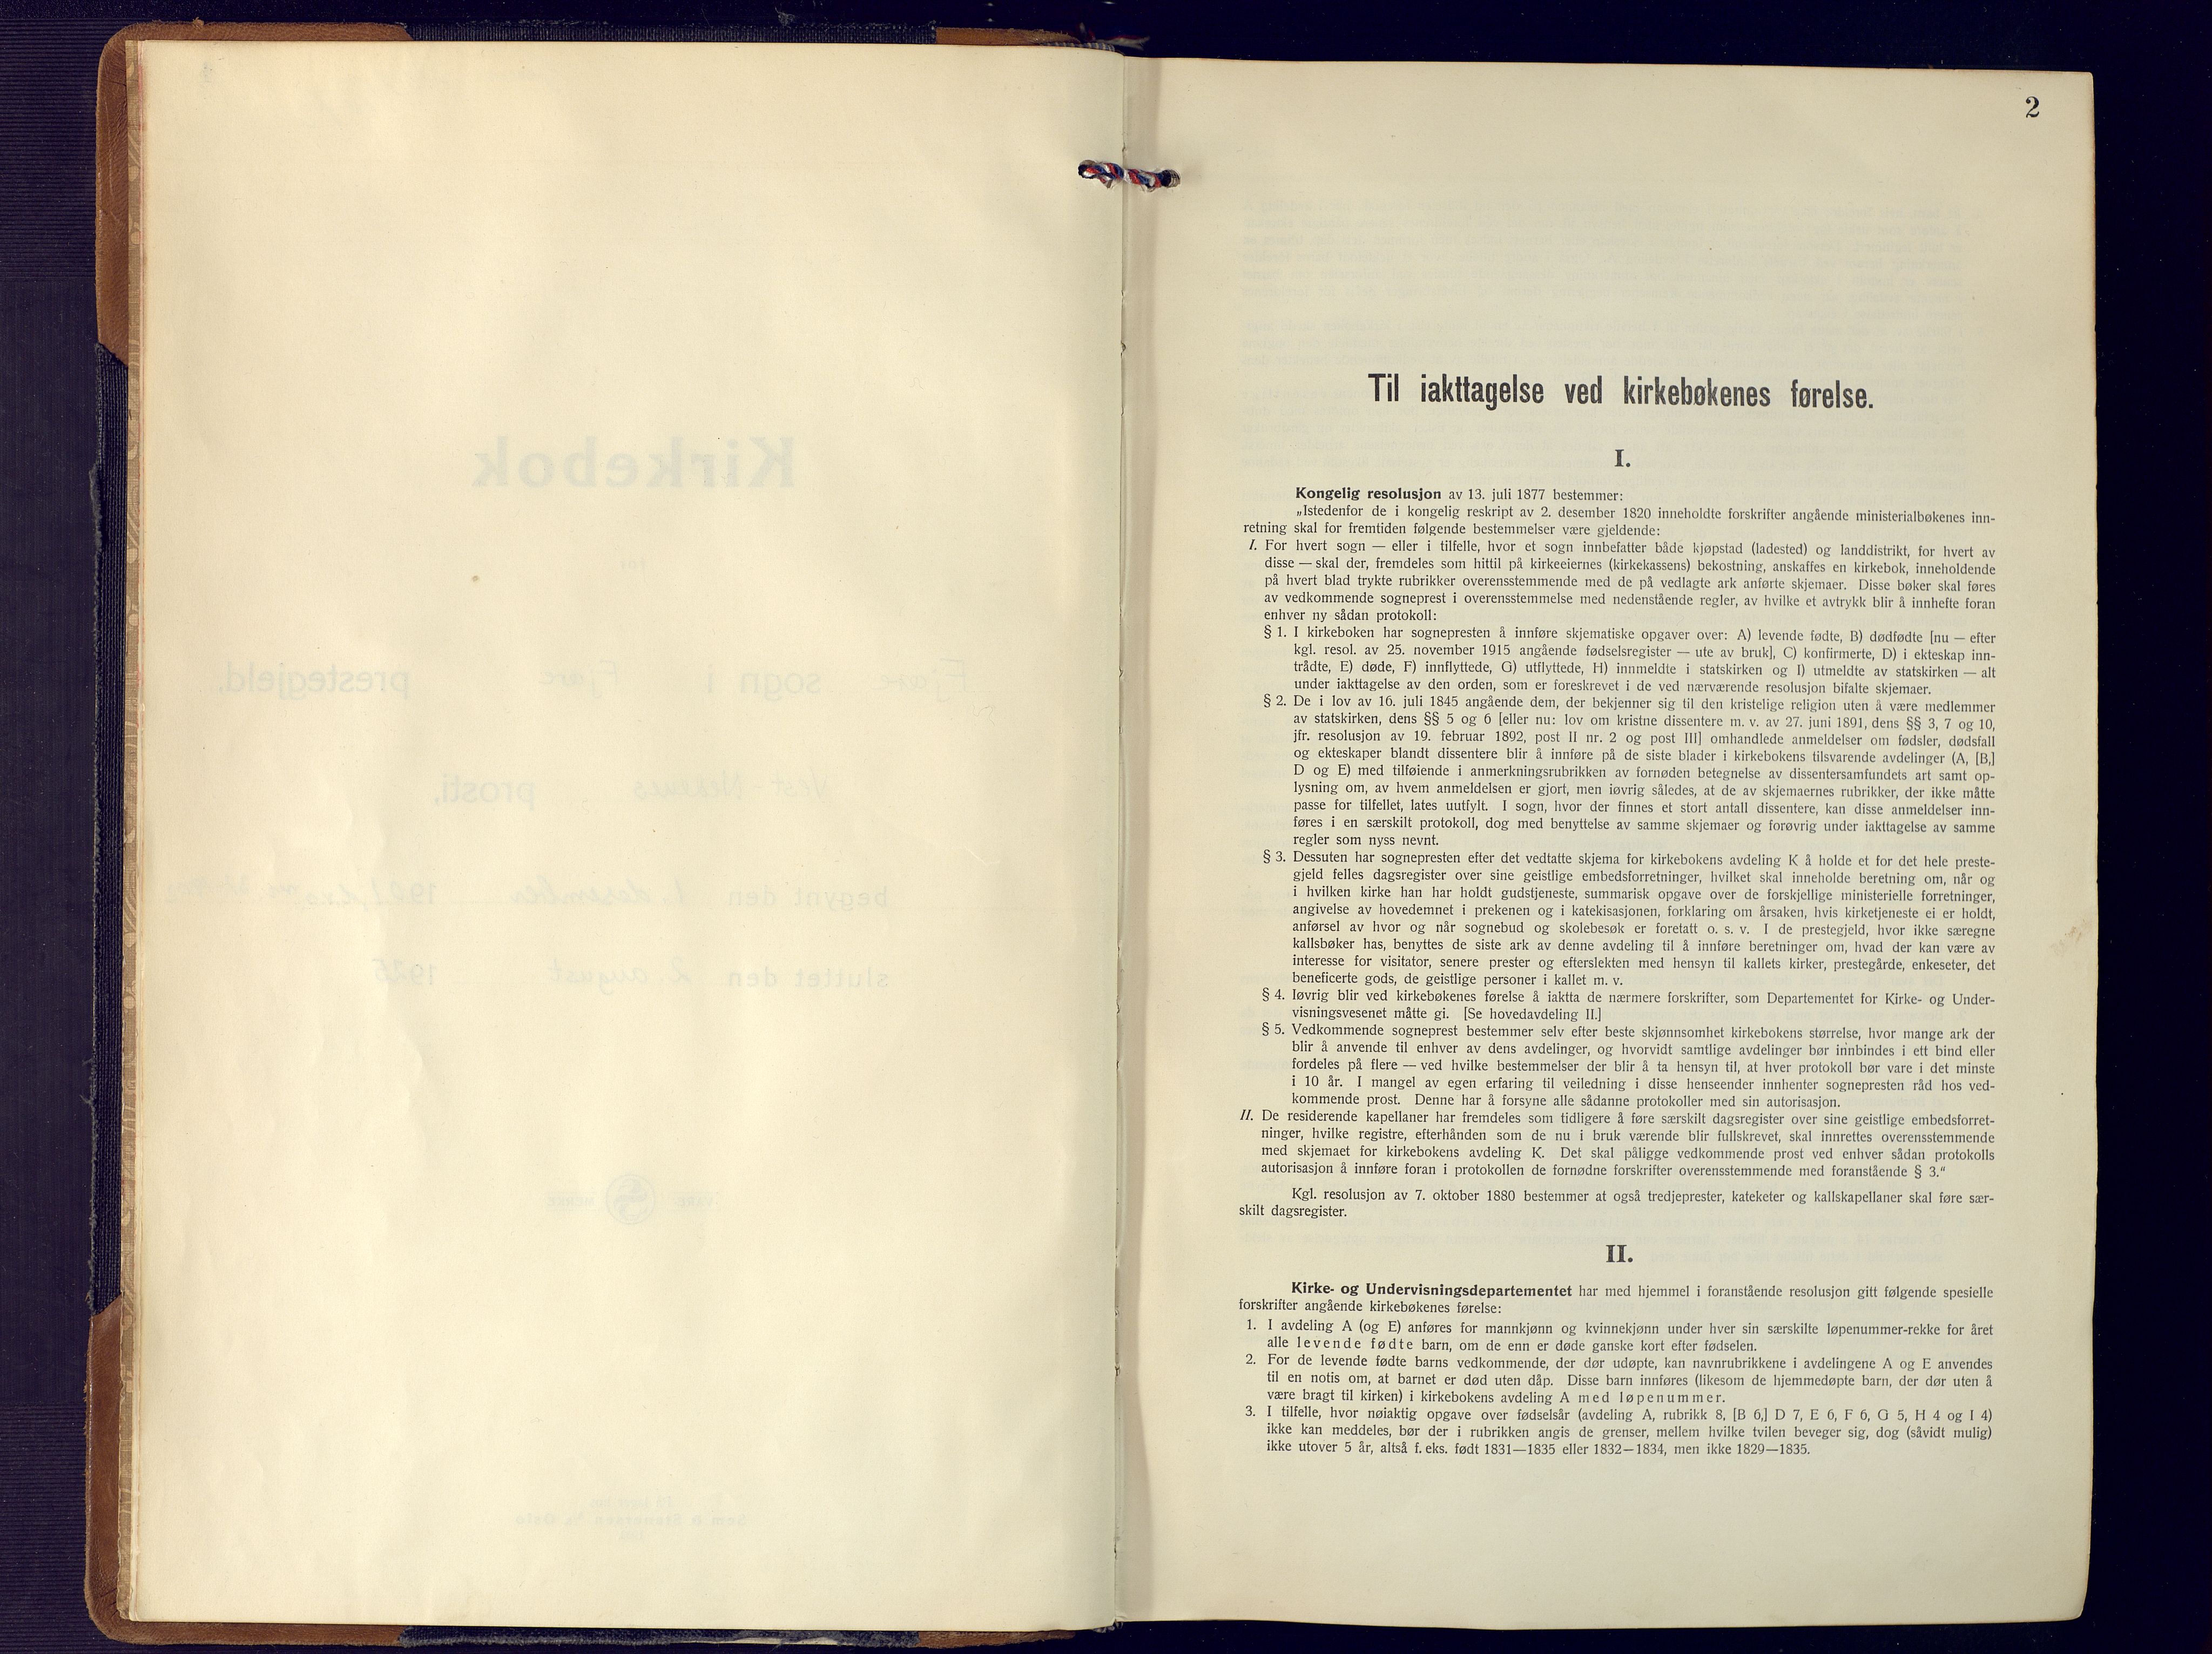 2
Til iakttagelse ved kirkebøkenes førelse.
I.
Kongelig resolusjon av 13. juli 1877 bestemmer:
„Istedenfor de i kongelig reskript av 2. desember 1820 inneholdte forskrifter angående ministerialbøkenes inn-
retning skal for fremtiden følgende bestemmelser være gjeldende:
I. For hvert sogn — eller i tilfelle, hvor et sogn innbefatter både kjøpstad (ladested) og landdistrikt, for hvert av
disse — skal der, fremdeles som hittil på kirkeeiernes (kirkekassens) bekostning, anskaffes en kirkebok, inneholdende
på hvert blad trykte rubrikker overensstemmende med de på vedlagte ark anførte skjemaer. Disse bøker skal føres
av vedkommende sogneprest i overensstemmelse med nedenstående regler, av hvilke et avtrykk blir å innhefte foran
enhver ny sådan protokoll:
§ 1. I kirkeboken har sognepresten å innføre skjematiske opgaver over: A) levende fødte, B) dødfødte [nu — efter
kgl. resol. av 25. november 1915 angående fødselsregister — ute av bruk], C) konfirmerte, D) i ekteskap inn-
trådte, E) døde, F) innflyttede, G) utflyttede, H) innmeldte i statskirken og I) utmeldte av statskirken — alt
under iakttagelse av den orden, som er foreskrevet i de ved nærværende resolusjon bifalte skjemaer.
§ 2. De i lov av 16. juli 1845 angående dem, der bekjenner sig til den kristelige religion uten å være medlemmer
av statskirken, dens §§ 5 og 6 [eller nu: lov om kristne dissentere m. v. av 27. juni 1891, dens §§ 3, 7 og 10,
jfr. resolusjon av 19. februar 1892, post II nr. 2 og post III] omhandlede anmeldelser om fødsler, dødsfall
og ekteskaper blandt dissentere blir å innføre på de siste blader i kirkebokens tilsvarende avdelinger (A, [B,]
D og E) med tilføiende i anmerkningsrubrikken av fornøden betegnelse av dissentersamfundets art samt op-
lysning om, av hvem anmeldelsen er gjort, men iøvrig således, at de av skjemaernes rubrikker, der ikke måtte
passe for tilfellet, lates uutfylt. I sogn, hvor der finnes et stort antall dissentere, kan disse anmeldelser inn-
føres i en særskilt protokoll, dog med benyttelse av samme skjemaer og forøvrig under iakttagelse av samme
regler som nyss nevnt.
§ 3. Dessuten har sognepresten efter det vedtatte skjema for kirkebokens avdeling K å holde et for det hele preste-
gjeld felles dagsregister over sine geistlige embedsforretninger, hvilket skal inneholde beretning om, når og
i hvilken kirke han har holdt gudstjeneste, summarisk opgave over de forskjellige ministerielle forretninger,
angivelse av hovedemnet i prekenen og i katekisasjonen, forklaring om årsaken, hvis kirketjeneste ei er holdt,
anførsel av hvor og når sognebud og skolebesøk er foretatt o. s. v. I de prestegjeld, hvor ikke særegne
kallsbøker has, benyttes de siste ark av denne avdeling til å innføre beretninger om, hvad der kan være av
interesse for visitator, senere prester og efterslekten med hensyn til kallets kirker, prestegårde, enkeseter, det
beneficerte gods, de geistlige personer i kallet m. v.
§ 4. Iøvrig blir ved kirkebøkenes førelse å iaktta de nærmere forskrifter, som Departementet for Kirke- og Under-
visningsvesenet måtte gi. [Se hovedavdeling II.]
§ 5. Vedkommende sogneprest bestemmer selv efter beste skjønnsomhet kirkebokens størrelse, hvor mange ark der
blir å anvende til enhver av dens avdelinger, og hvorvidt samtlige avdelinger bør innbindes i ett bind eller
fordeles på flere — ved hvilke bestemmelser der blir å ta hensyn til, at hver protokoll bør vare i det minste
i 10 år. I mangel av egen erfaring til veiledning i disse henseender innhenter sognepresten råd hos ved-
kommende prost. Denne har å forsyne alle sådanne protokoller med sin autorisasjon.
II. De residerende kapellaner har fremdeles som tidligere å føre særskilt dagsregister over sine geistlige embedsforret-
ninger, hvilke registre, efterhånden som de nu i bruk værende blir fullskrevet, skal innrettes overensstemmende
med skjemaet for kirkebokens avdeling K. Det skal påligge vedkommende prost ved enhver sådan protokolls
autorisasjon å innføre foran i protokollen de fornødne forskrifter overensstemmende med foranstående § 3.“
Kgl. resolusjon av 7. oktober 1880 bestemmer at også tredjeprester, kateketer og kallskapellaner skal føre sær-
skilt dagsregister.
II.
Kirke- og Undervisningsdepartementet har med hjemmel i foranstående resolusjon gitt følgende spesielle
forskrifter angående kirkebøkenes førelse:
1. I avdeling A (og E) anføres for mannkjønn og kvinnekjønn under hver sin særskilte løpenummer-rekke for året
alle levende fødte barn, om de enn er døde ganske kort efter fødselen.
2. For de levende fødte barns vedkommende, der dør udøpte, kan navnrubrikkene i avdelingene A og E anvendes
til en notis om, at barnet er død uten dåp. Disse barn innføres (likesom de hjemmedøpte barn, der dør uten å
være bragt til kirken) i kirkebokens avdeling A med løpenummer.
3. I tilfelle, hvor nøiaktig opgave over fødselsår (avdeling A, rubrikk 8, [B 6,] D 7, E 6, F 6, G 5, H 4 og I 4)
ikke kan meddeles, bør der i rubrikken angis de grenser, mellem hvilke tvilen beveger sig, dog (såvidt mulig)
ikke utover 5 år, altså f. eks. født 1831—1835 eller 1832—1834, men ikke 1829—1835.